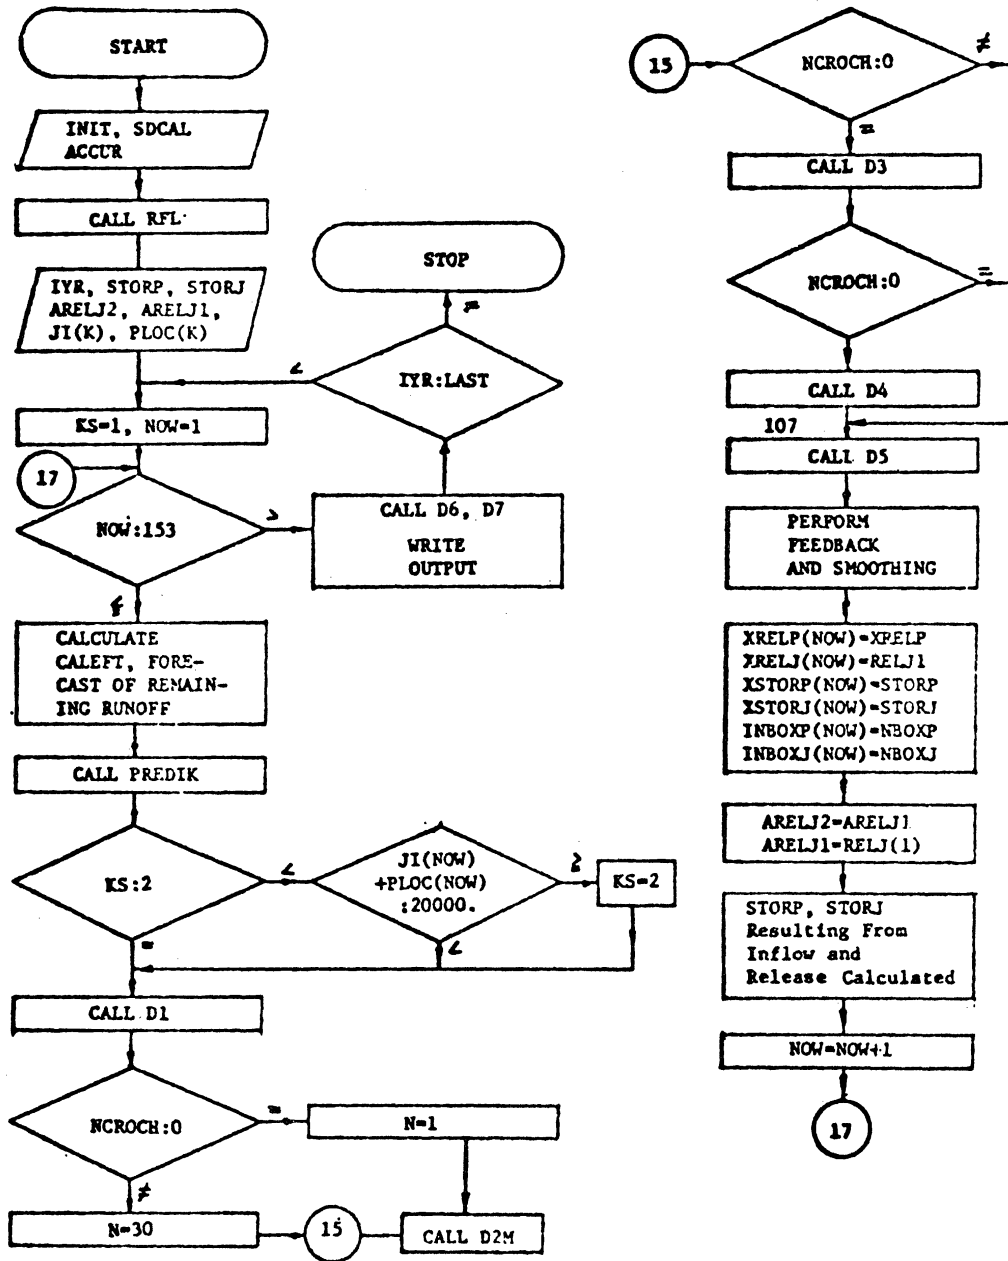 START
INIT, SDCAL
ACCUR
CALL RFL
IYR, STORP, STORJ
ARELJ2, ARELJ1,
JI(K), PLOC(K)
KS=1, NOW=1
17
NOW:153
>
≤
CALL D6, D7
WRITE
OUTPUT
IYR:LAST
<
=
STOP
CALCULATE
CALEFT, FORE-
CAST OF REMAIN-
ING RUNOFF
CALL PREDIK
KS:2
<
=
JI(NOW)
+PLOC(NOW)
:20000.
≥
<
KS=2
CALL D1
NCROCH:0
=
≠
N=1
CALL D2M
N=30
15
15
NCROCH:0
≠
=
CALL D3
NCROCH:0
=
CALL D4
107
CALL D5
PERFORM
FEEDBACK
AND SMOOTHING
XRELP(NOW)=XRELP
XRELJ(NOW)=RELJ1
XSTORP(NOW)=STORP
XSTORJ(NOW)=STORJ
INBOXP(NOW)=NBOXP
INBOXJ(NOW)=NBOXJ
ARELJ2=ARELJ1
ARELJ1=RELJ(1)
STORP, STORJ
Resulting From
Inflow and
Release Calculated
NOW=NOW+1
17